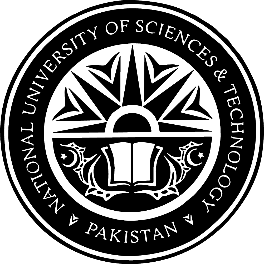 NATIONAL UNIVERSITY OF SCIENCES & TECHNOLOGY
PAKISTAN